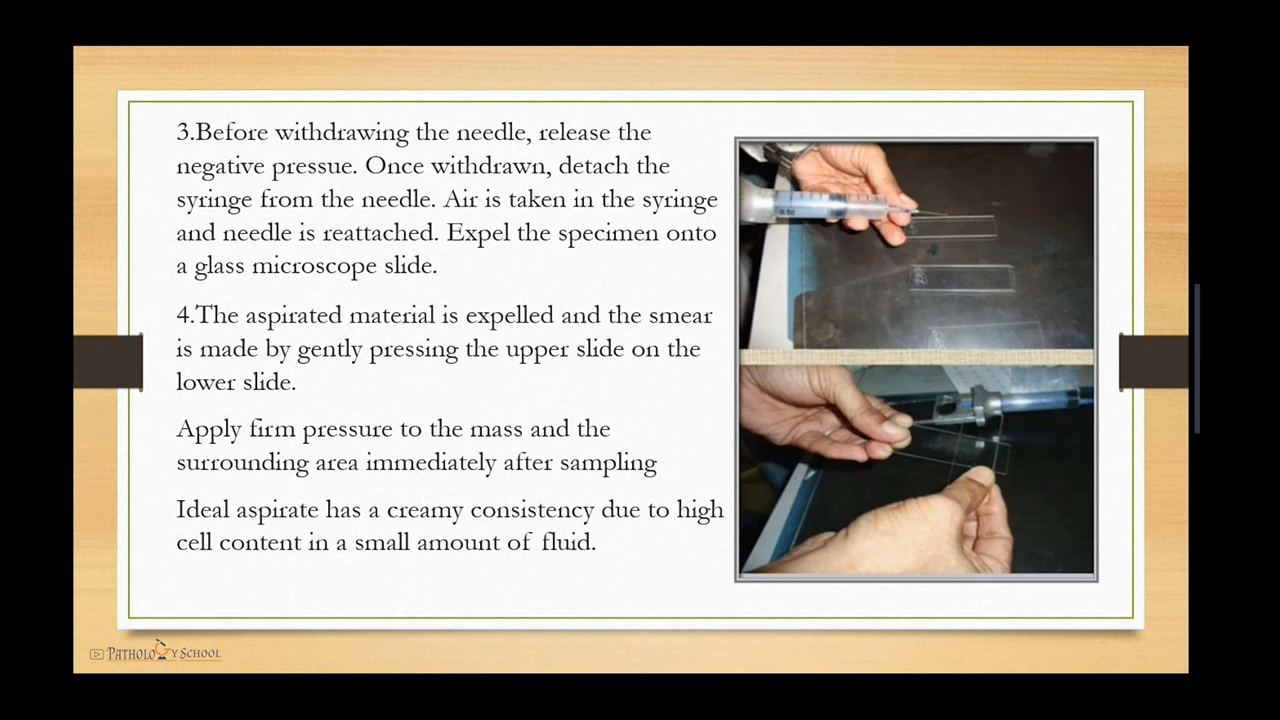 3.Before withdrawing the needle, release the
negative pressue. Once withdrawn, detach the
syringe from the needle. Air is taken in the syringe
and needle is reattached. Expel the specimen onto
a glass microscope slide.
4.The aspirated material is expelled and the smear
is made by gently pressing the upper slide on the
lower slide.
Apply firm pressure to the mass and the
surrounding area immediately after sampling
Ideal aspirate has a creamy consistency due to high
cell content in a small amount of fluid.
PATHOLOGY SCHOOL